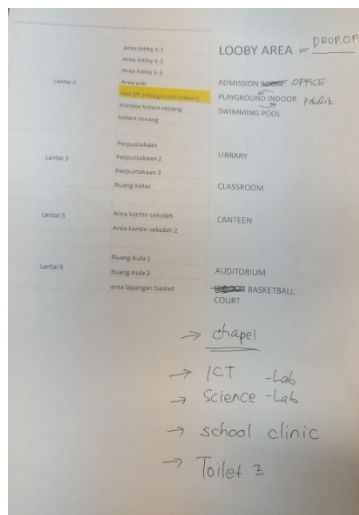 Area lobby 1-1
LOOBY AREA = DROP.OF
Area lobby 1-2
Area lobby 1-3
Lantai 2
Area
ADMISSION OFFICE
(Playground indoor)
PLAYGROUND INDOOR
koridor kolam renang
SWIMMING POOL
kolam renang
Perpustakaan
Lantai 3
Perpustakaan 2
LIBRARY
Perpustakaan 3
Ruang Kelas
CLASSROOM
Lantai 5
Area kantin sekolah
CANTEEN
Area kantin sekolah 2
Ruang Aula 1
Lantai 6
Ruang Aula 2
AUDITORIUM
area lapangan basket
BASKETBALL
COURT
→ chapel
→ ICT -Lab
→ Science -Lab
→ school clinic
→ Toilet 2